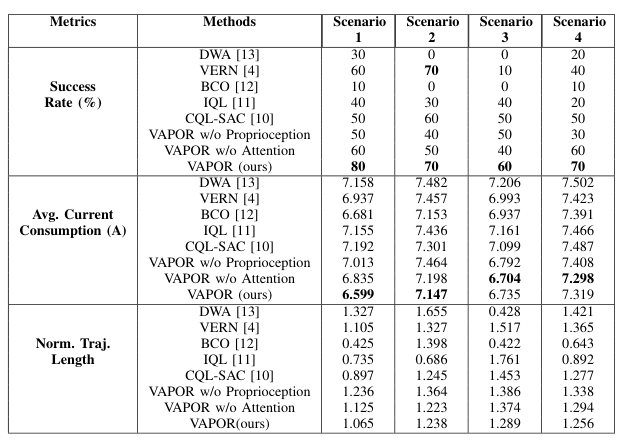 Metrics Methods Scenario 1 Scenario 2 Scenario 3 Scenario 4
Success Rate (%)
DWA [13] 30 0 0 20
VERN [4] 60 70 10 40
BCO [12] 10 0 0 10
IQL [11] 40 30 40 20
CQL-SAC [10] 50 60 50 50
VAPOR w/o Proprioception 50 40 50 30
VAPOR w/o Attention 60 50 40 60
VAPOR (ours) 80 70 60 70
Avg. Current Consumption (A)
DWA [13] 7.158 7.482 7.206 7.502
VERN [4] 6.937 7.457 6.993 7.423
BCO [12] 6.681 7.153 6.937 7.391
IQL [11] 7.155 7.436 7.161 7.466
CQL-SAC [10] 7.192 7.301 7.099 7.487
VAPOR w/o Proprioception 7.013 7.464 6.792 7.408
VAPOR w/o Attention 6.835 7.198 6.704 7.298
VAPOR (ours) 6.599 7.147 6.735 7.319
Norm. Traj. Length
DWA [13] 1.327 1.655 0.428 1.421
VERN [4] 1.105 1.327 1.517 1.365
BCO [12] 0.425 1.398 0.422 0.643
IQL [11] 0.735 0.686 1.761 0.892
CQL-SAC [10] 0.897 1.245 1.453 1.277
VAPOR w/o Proprioception 1.236 1.364 1.386 1.338
VAPOR w/o Attention 1.125 1.223 1.374 1.294
VAPOR(ours) 1.065 1.238 1.289 1.256